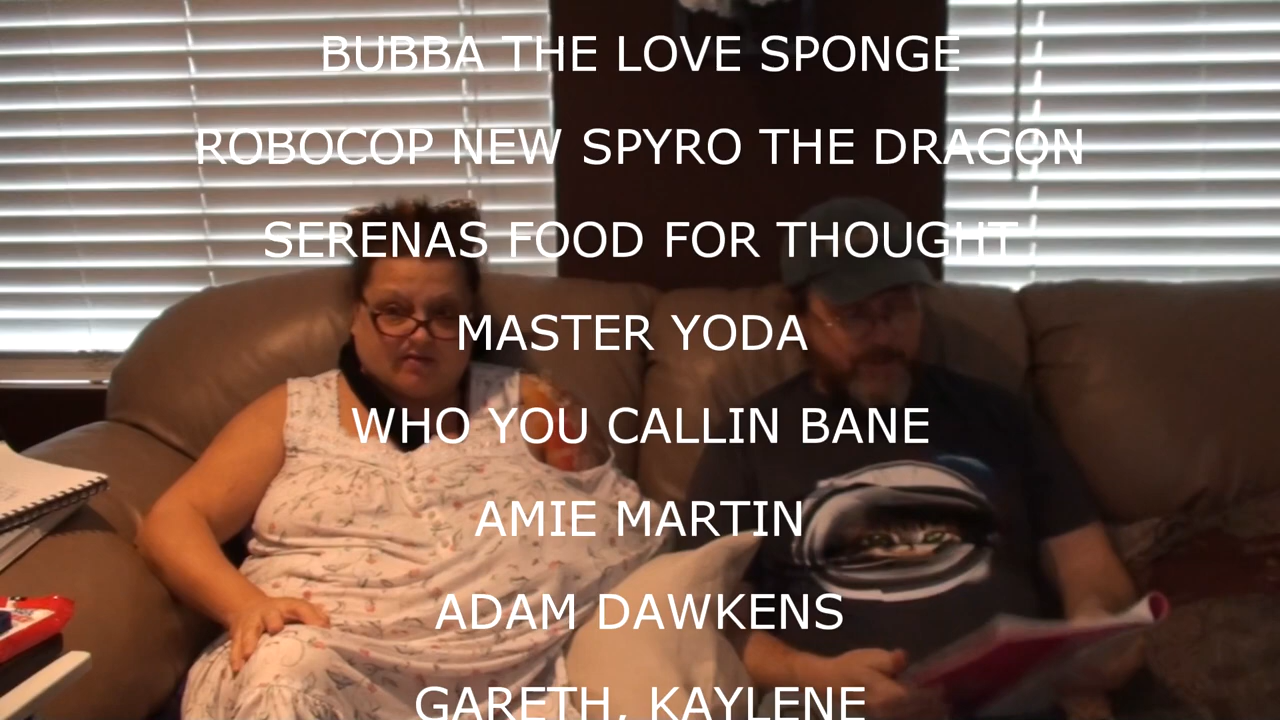 BUBBA THE LOVE SPONGE
ROBOCOP NEW SPYRO THE DRAGON
SERENAS FOOD FOR THOUGHT
MASTER YODA
WHO YOU CALLIN BANE
AMIE MARTIN
ADAM DAWKENS
GARETH, KAYLENE